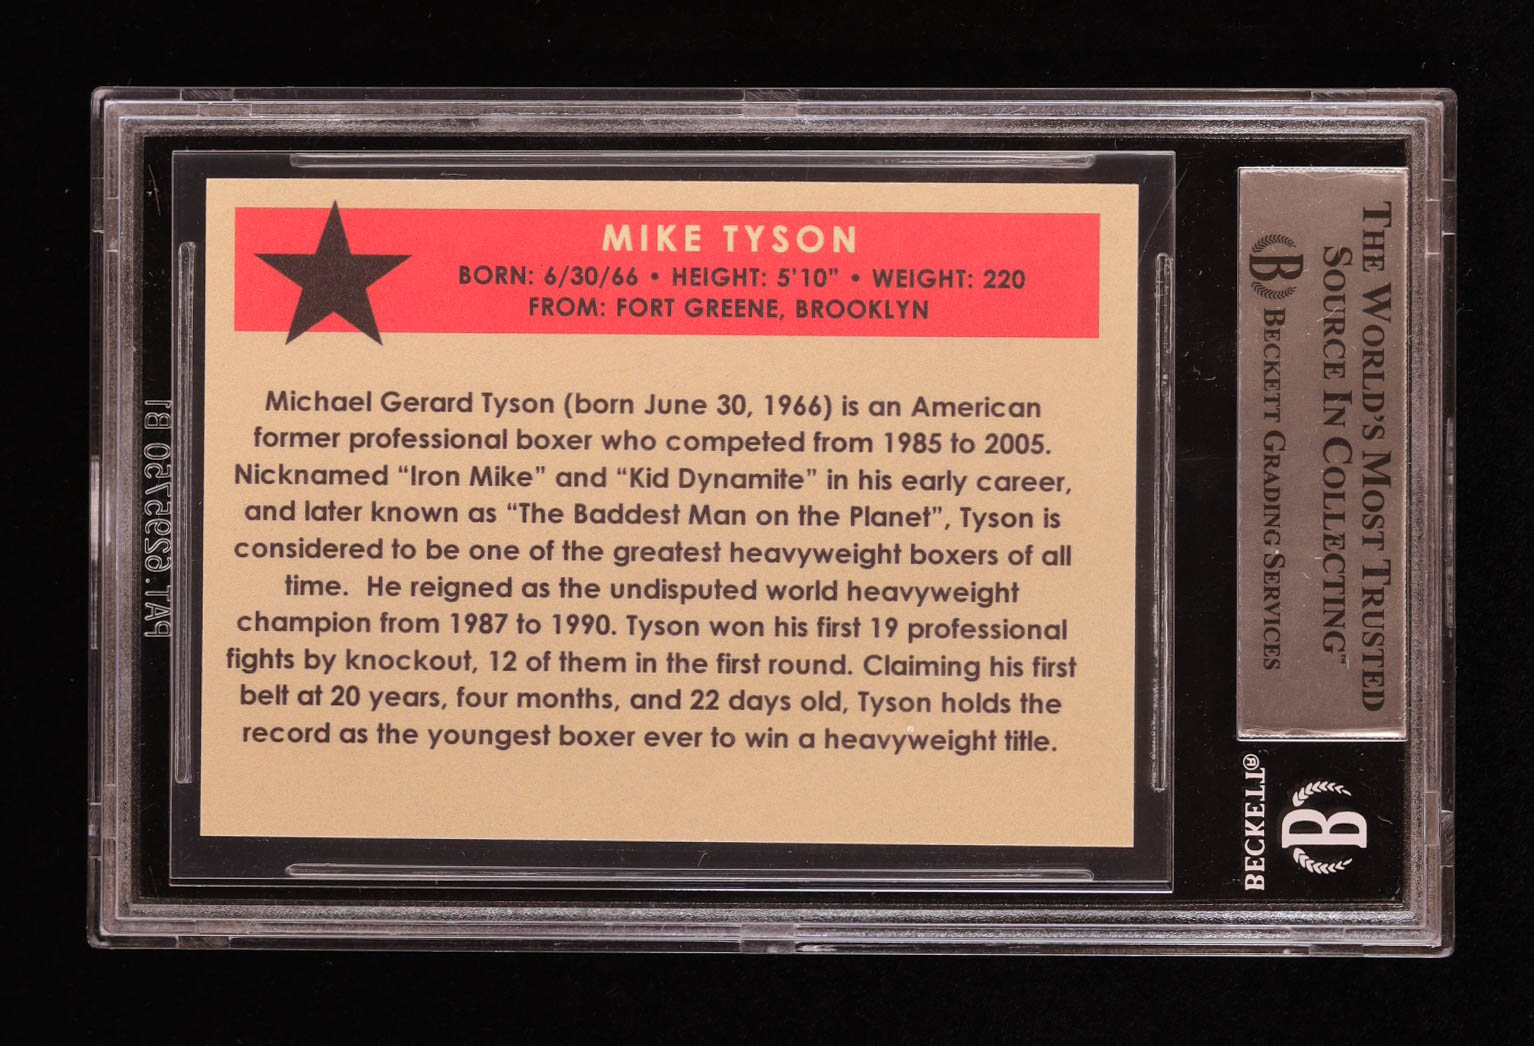 MIKE TYSON
BORN: 6/30/66 • HEIGHT: 5'10" • WEIGHT: 220
FROM: FORT GREENE, BROOKLYN
Michael Gerard Tyson (born June 30, 1966) is an American
former professional boxer who competed from 1985 to 2005.
Nicknamed “Iron Mike” and “Kid Dynamite” in his early career,
and later known as “The Baddest Man on the Planet”, Tyson is
considered to be one of the greatest heavyweight boxers of all
time.  He reigned as the undisputed world heavyweight
champion from 1987 to 1990. Tyson won his first 19 professional
fights by knockout, 12 of them in the first round. Claiming his first
belt at 20 years, four months, and 22 days old, Tyson holds the
record as the youngest boxer ever to win a heavyweight title.
THE WORLD'S MOST TRUSTED
SOURCE IN COLLECTING™
B BECKETT GRADING SERVICES
B
BECKETT®
PAT. 6295750 B1